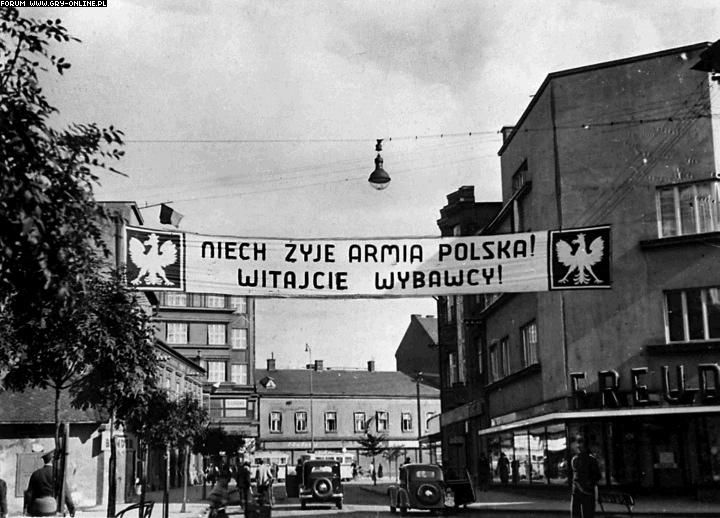 FORUM WWW.GRY-ONLINE.PL
NIECH ŻYJE ARMIA POLSKA!
WITAJCIE WYBAWCY!
FREUD